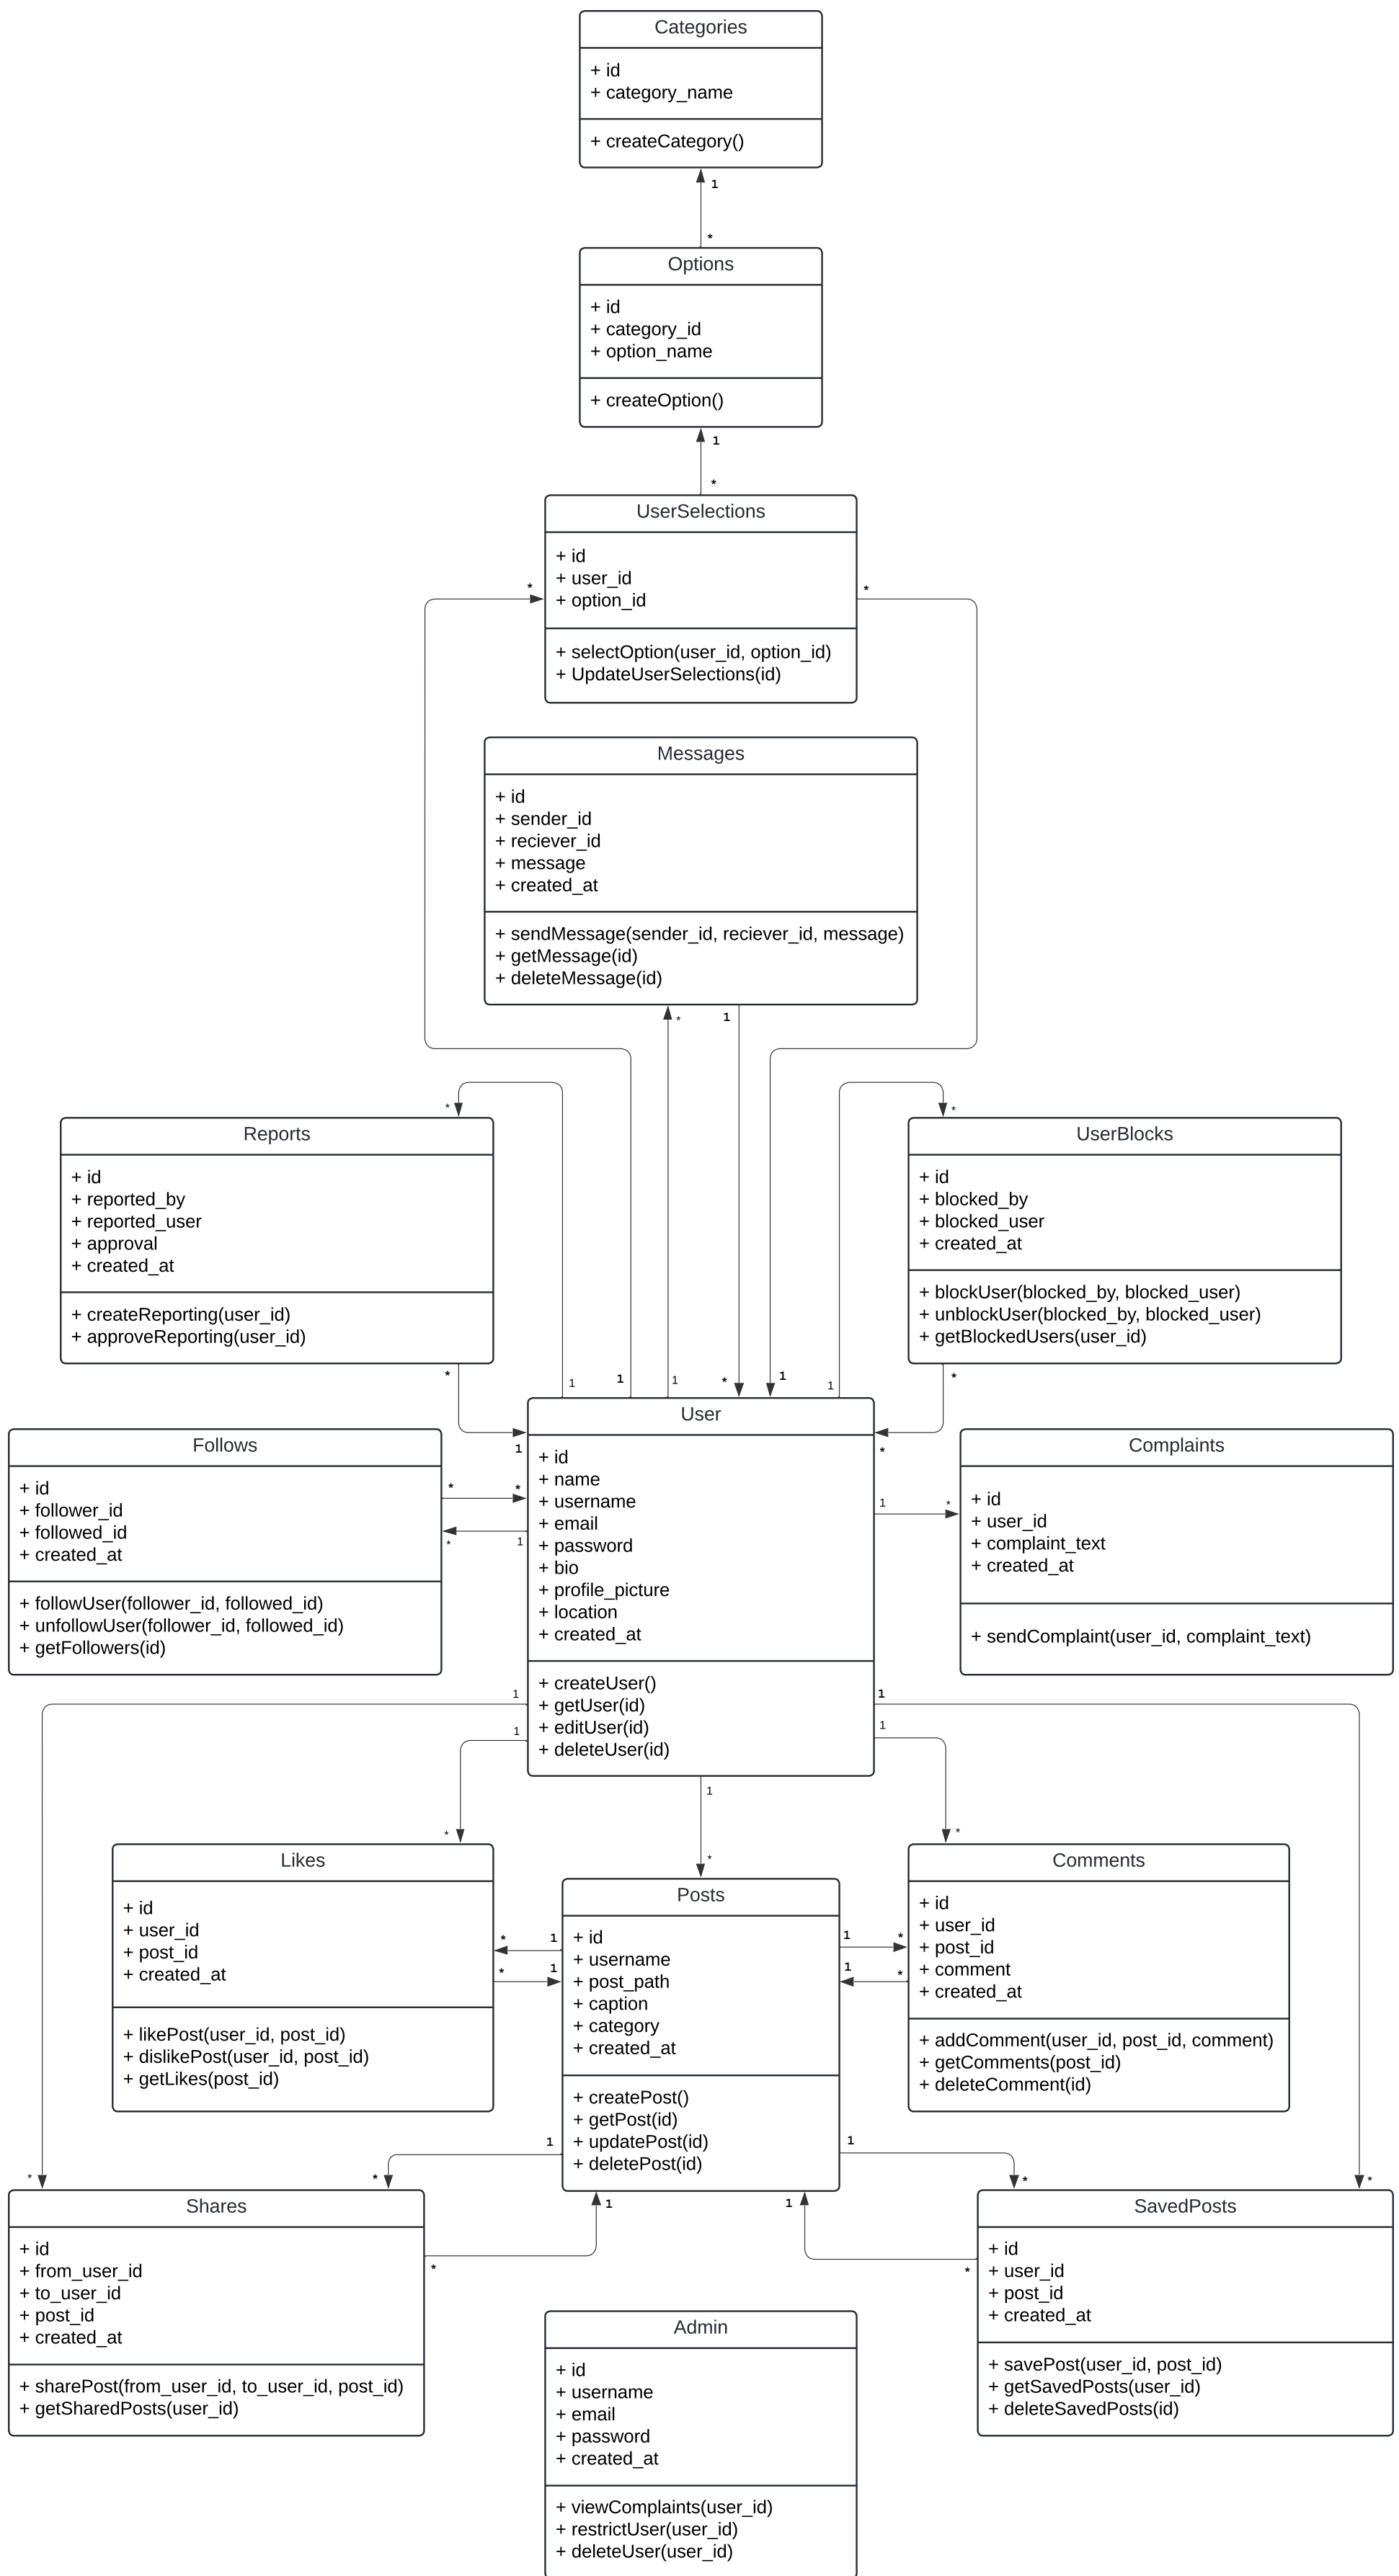 Categories
+ id
+ category_name
+ createCategory()
1
*
Options
+ id
+ category_id
+ option_name
+ createOption()
1
*
UserSelections
+ id
+ user_id
+ option_id
+ selectOption(user_id, option_id)
+ UpdateUserSelections(id)
*
*
Messages
+ id
+ sender_id
+ reciever_id
+ message
+ created_at
+ sendMessage(sender_id, reciever_id, message)
+ getMessage(id)
+ deleteMessage(id)
*
1
*
Reports
+ id
+ reported_by
+ reported_user
+ approval
+ created_at
+ createReporting(user_id)
+ approveReporting(user_id)
*
*
UserBlocks
+ id
+ blocked_by
+ blocked_user
+ created_at
+ blockUser(blocked_by, blocked_user)
+ unblockUser(blocked_by, blocked_user)
+ getBlockedUsers(user_id)
*
1
1
1
*
1
1
1
*
User
+ id
+ name
+ username
+ email
+ password
+ bio
+ profile_picture
+ location
+ created_at
+ createUser()
+ getUser(id)
+ editUser(id)
+ deleteUser(id)
Follows
+ id
+ follower_id
+ followed_id
+ created_at
+ followUser(follower_id, followed_id)
+ unfollowUser(follower_id, followed_id)
+ getFollowers(id)
*
*
*
1
Complaints
+ id
+ user_id
+ complaint_text
+ created_at
+ sendComplaint(user_id, complaint_text)
1
*
1
1
1
1
1
*
*
*
Likes
+ id
+ user_id
+ post_id
+ created_at
+ likePost(user_id, post_id)
+ dislikePost(user_id, post_id)
+ getLikes(post_id)
*
1
*
1
Posts
+ id
+ username
+ post_path
+ caption
+ category
+ created_at
+ createPost()
+ getPost(id)
+ updatePost(id)
+ deletePost(id)
1
*
1
*
Comments
+ id
+ user_id
+ post_id
+ comment
+ created_at
+ addComment(user_id, post_id, comment)
+ getComments(post_id)
+ deleteComment(id)
1
1
*
*
*
*
1
1
Shares
+ id
+ from_user_id
+ to_user_id
+ post_id
+ created_at
+ sharePost(from_user_id, to_user_id, post_id)
+ getSharedPosts(user_id)
*
*
SavedPosts
+ id
+ user_id
+ post_id
+ created_at
+ savePost(user_id, post_id)
+ getSavedPosts(user_id)
+ deleteSavedPosts(id)
Admin
+ id
+ username
+ email
+ password
+ created_at
+ viewComplaints(user_id)
+ restrictUser(user_id)
+ deleteUser(user_id)